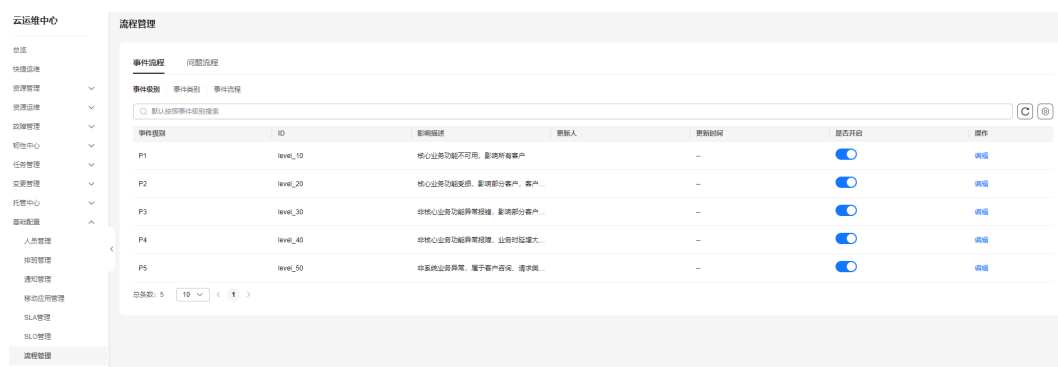 云运维中心
流程管理
总览
快捷运维
资源管理
资源运维
故障管理
韧性中心
任务管理
变更管理
托管中心
基础配置
人员管理
排班管理
通知管理
移动应用管理
SLA管理
SLO管理
流程管理
事件流程 问题流程
事件级别 事件类别 事件流程
默认按照事件级别搜索
事件级别 ID 影响描述 更新人 更新时间 是否开启 操作
P1 level_10 核心业务功能不可用，影响所有客户 -- 编辑
P2 level_20 核心业务功能受损，影响部分客户，客户... -- 编辑
P3 level_30 非核心业务功能异常报错，影响部分客户... -- 编辑
P4 level_40 非核心业务功能异常报障，业务时延增大... -- 编辑
P5 level_50 非系统业务异常，属于客户咨询、请求类... -- 编辑
总条数：5 10 < 1 >